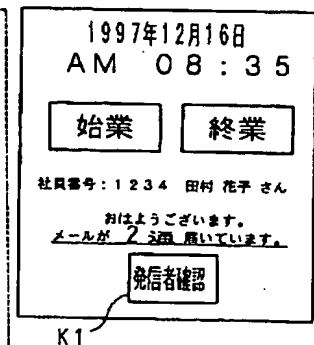 1997年12月16日
AM 08:35
始業 終業
社員番号:1234 田村 花子 さん
おはようございます。
メールが 2通 届いています。
発信者確認
K1